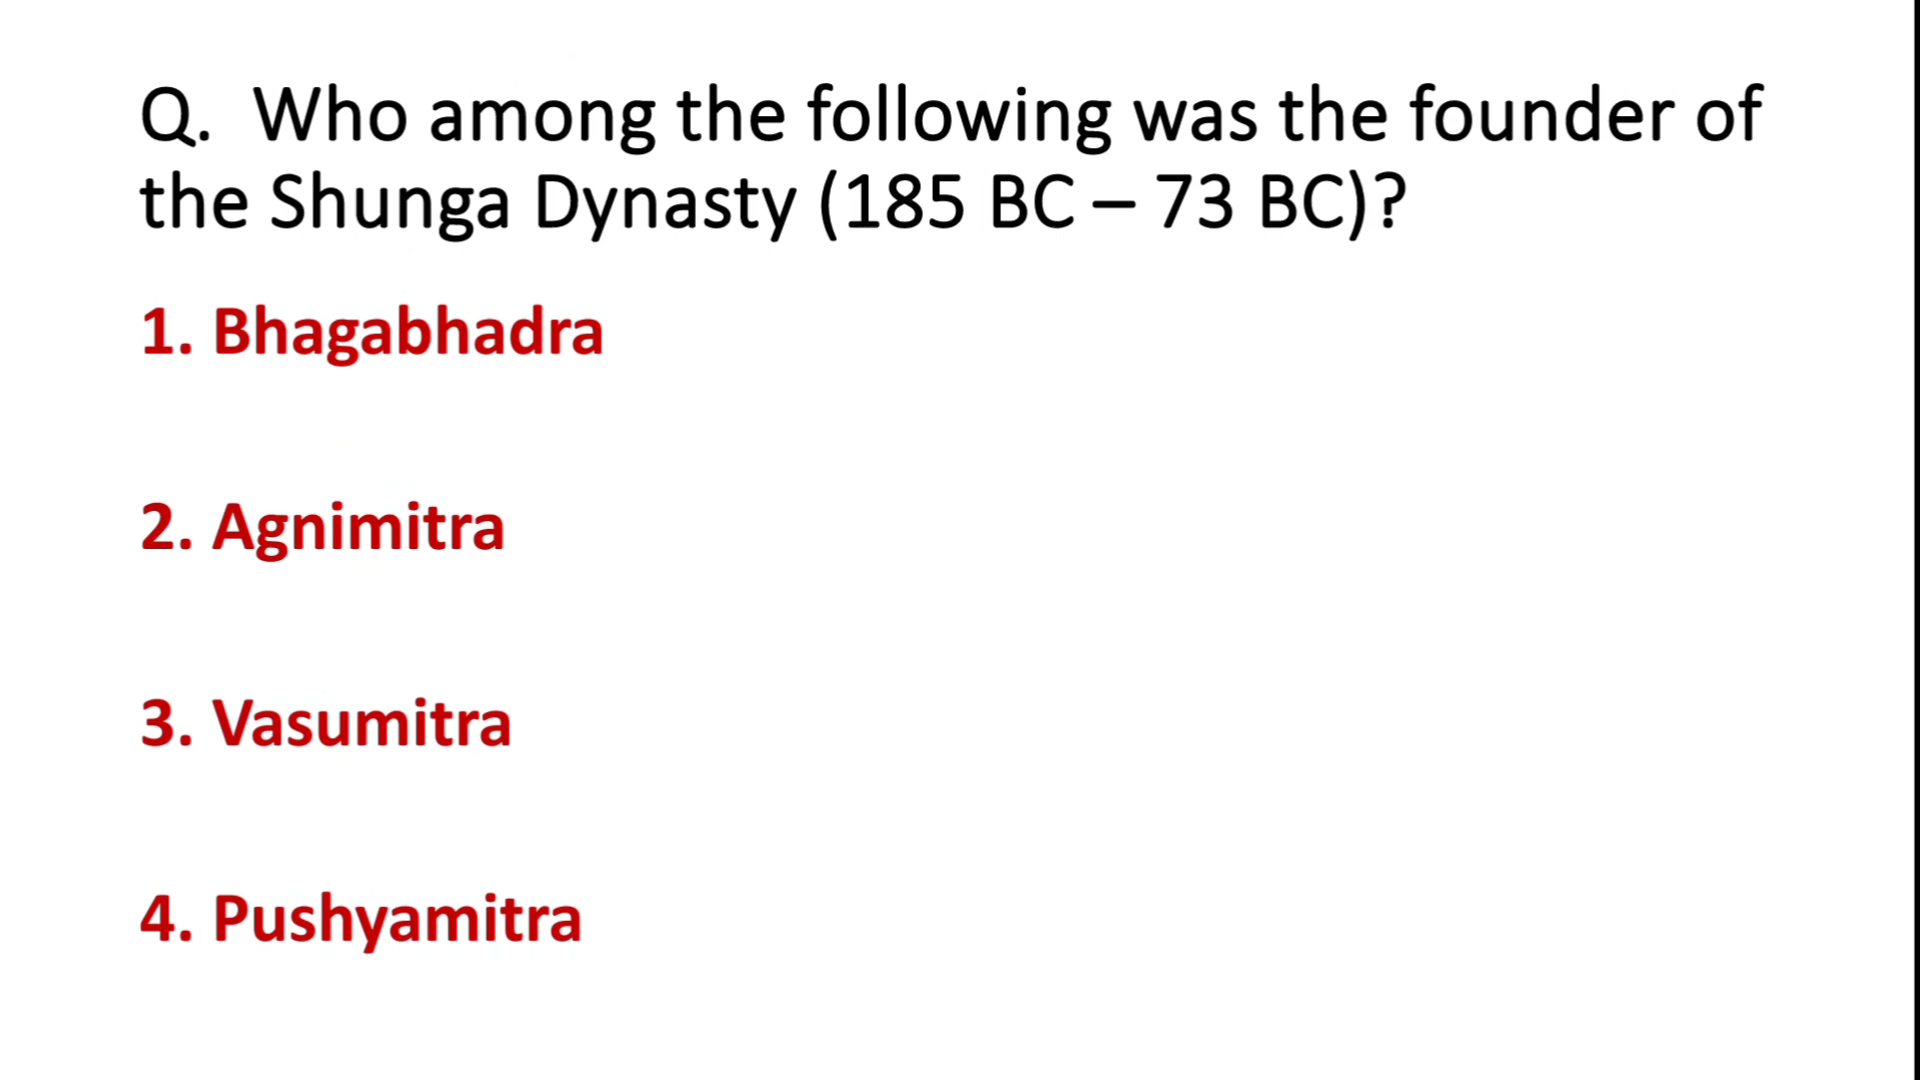 Q.  Who among the following was the founder of
the Shunga Dynasty (185 BC – 73 BC)?
1. Bhagabhadra
2. Agnimitra
3. Vasumitra
4. Pushyamitra